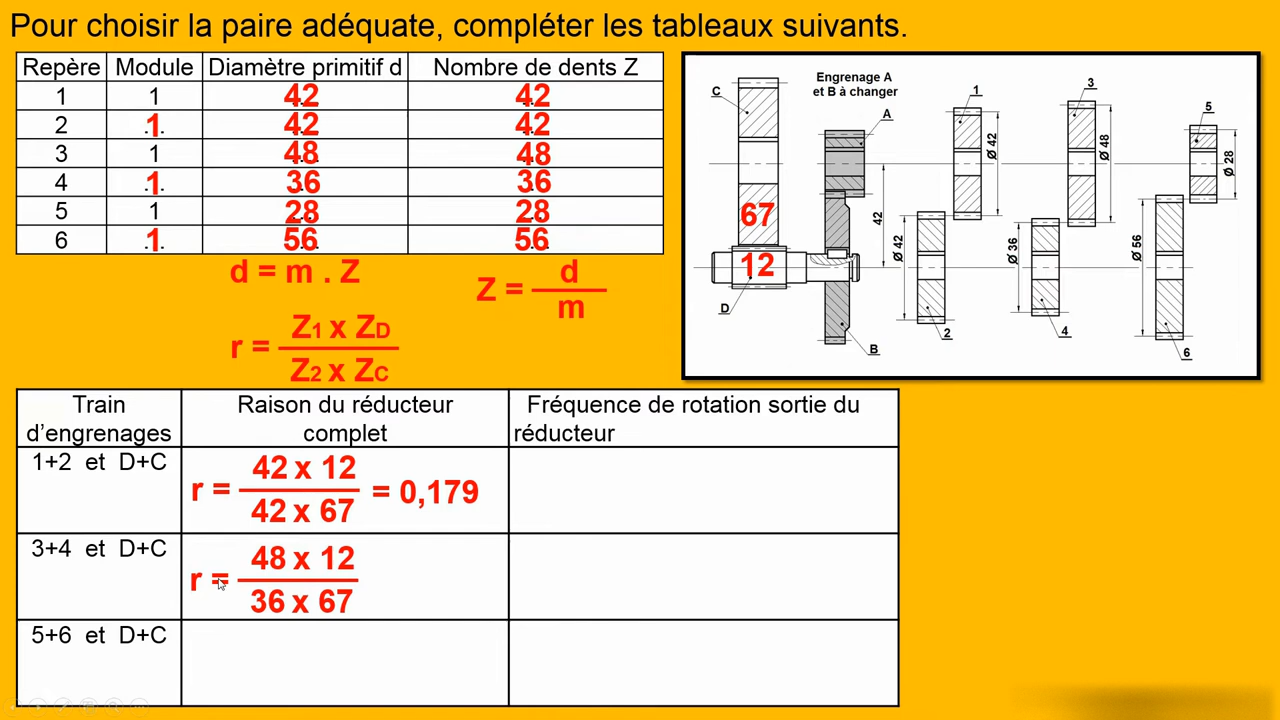 Pour choisir la paire adéquate, compléter les tableaux suivants.
Repère Module Diamètre primitif d Nombre de dents Z
1 1 42 42
2 1 42 42
3 1 48 48
4 1 36 36
5 1 28 28
6 1 56 56
d = m . Z
Z = d
m
r = Z1 x ZD
Z2 x ZC
Engrenage A
et B à changer
C
A
1
3
5
67
12
42
Ø 42
Ø 42
Ø 48
Ø 36
Ø 28
Ø 56
D
B
2
4
6
Train
d’engrenages
Raison du réducteur
complet
Fréquence de rotation sortie du
réducteur
1+2 et D+C
r = 42 x 12
42 x 67
= 0,179
3+4 et D+C
r = 48 x 12
36 x 67
5+6 et D+C